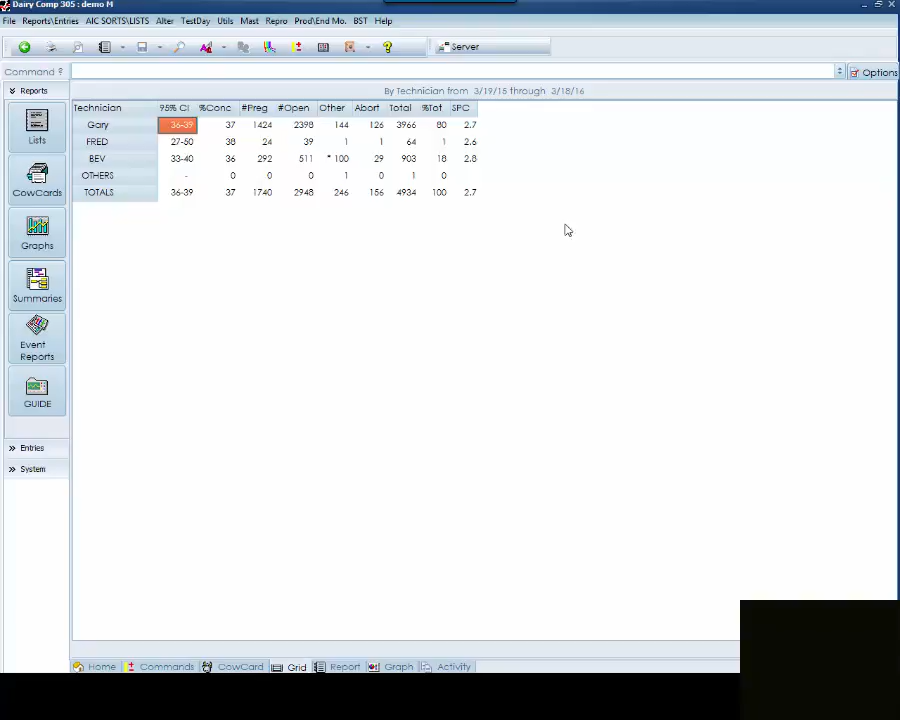 Dairy Comp 305 : demo M
File Reports\Entries AIC SORTS\LISTS Alter TestDay Utils Mast Repro Prod\End Mo. BST Help
Server
Command ? Options
Reports
By Technician from 3/19/15 through 3/18/16
Technician 95% CI %Conc #Preg #Open Other Abort Total %Tot SPC
Gary 36-39 37 1424 2398 144 126 3966 80 2.7
FRED 27-50 38 24 39 1 1 64 1 2.6
BEV 33-40 36 292 511 * 100 29 903 18 2.8
OTHERS - 0 0 0 1 0 1 0
TOTALS 36-39 37 1740 2948 246 156 4934 100 2.7
Lists
CowCards
Graphs
Summaries
Event
Reports
GUIDE
Entries
System
Home Commands CowCard Grid Report Graph Activity